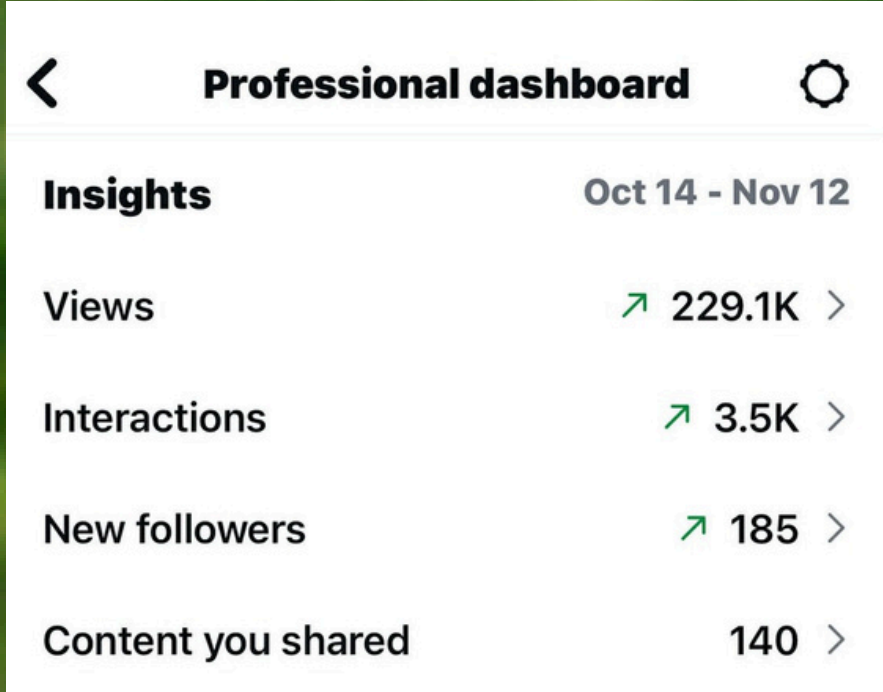 Professional dashboard
Insights Oct 14 - Nov 12
Views 229.1K
Interactions 3.5K
New followers 185
Content you shared 140